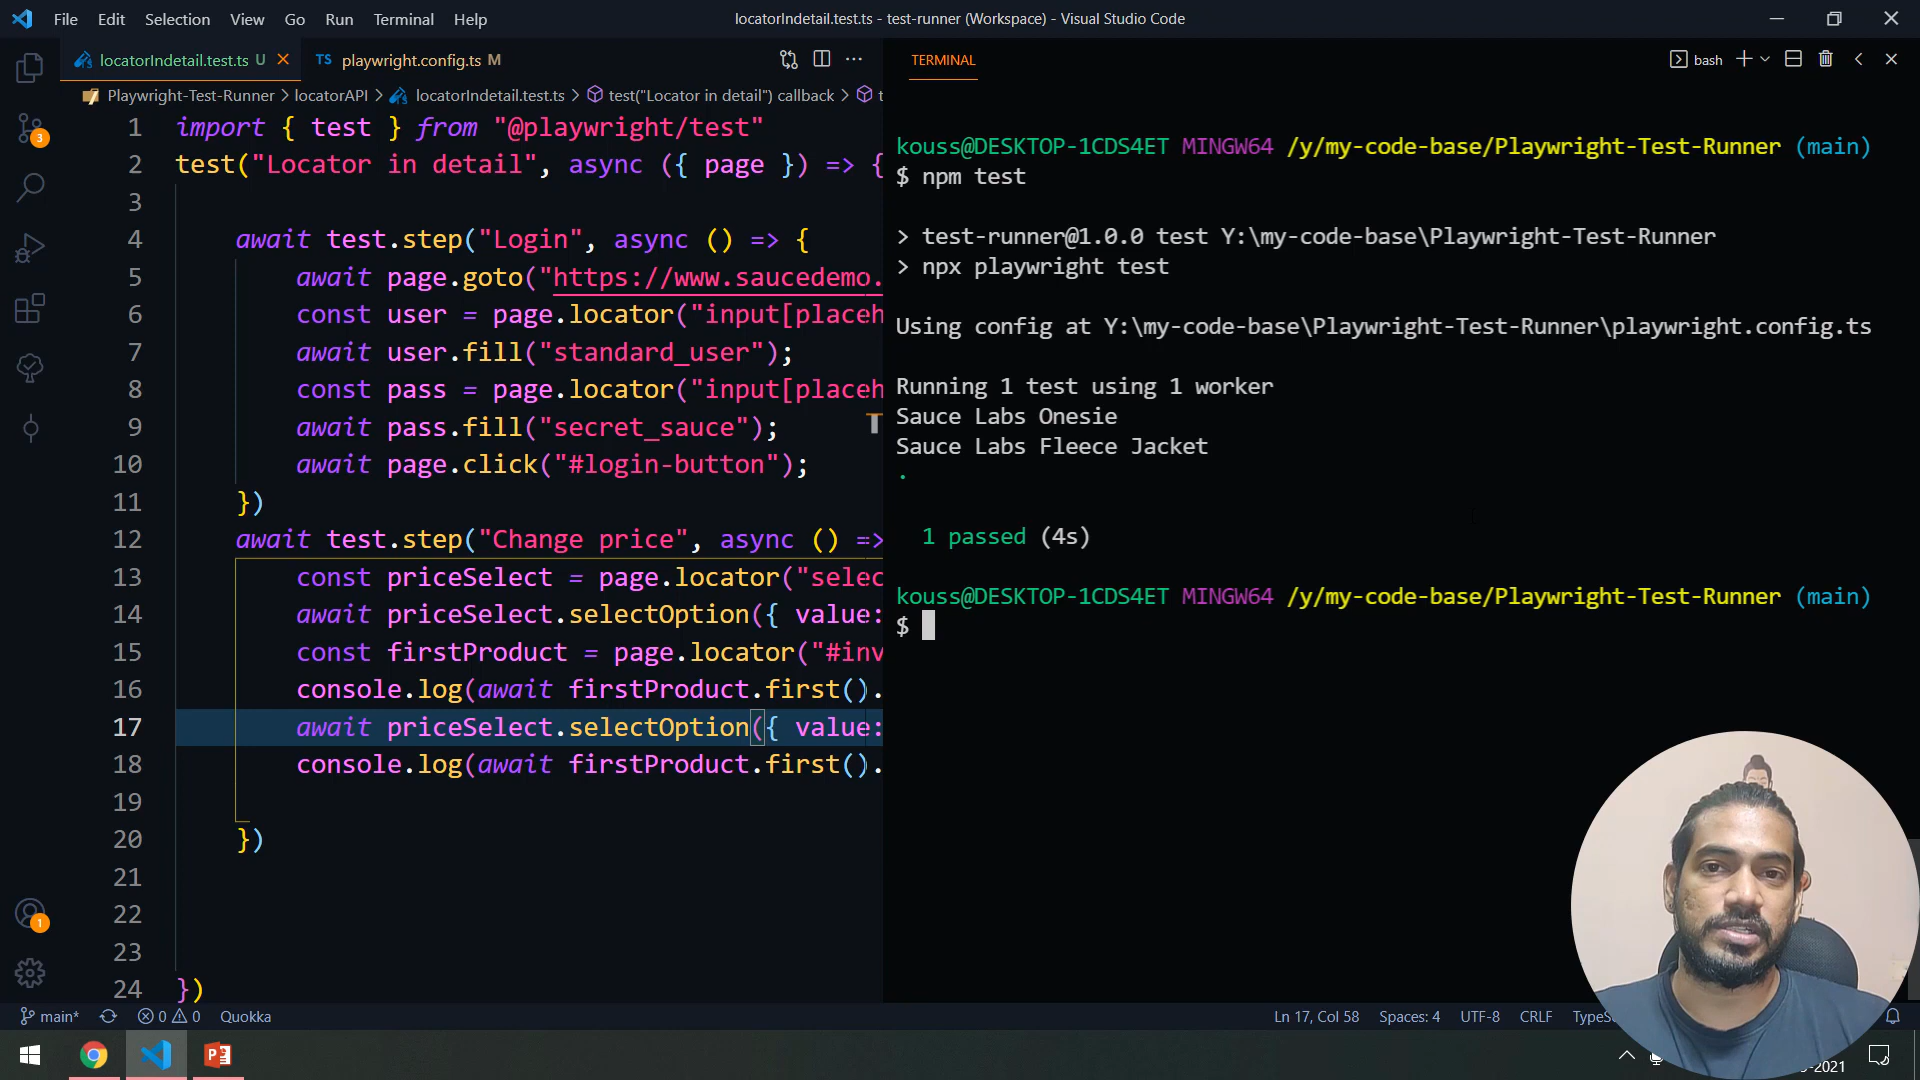 File Edit Selection View Go Run Terminal Help
locatorIndetail.test.ts - test-runner (Workspace) - Visual Studio Code
locatorIndetail.test.ts U
TS playwright.config.ts M
Playwright-Test-Runner > locatorAPI > locatorIndetail.test.ts > test("Locator in detail") callback >
1 import { test } from "@playwright/test"
2 test("Locator in detail", async ({ page }) => {
3
4 await test.step("Login", async () => {
5 await page.goto("https://www.saucedemo.
6 const user = page.locator("input[placeh
7 await user.fill("standard_user");
8 const pass = page.locator("input[placeh
9 await pass.fill("secret_sauce");
10 await page.click("#login-button");
11 })
12 await test.step("Change price", async () =>
13 const priceSelect = page.locator("selec
14 await priceSelect.selectOption({ value:
15 const firstProduct = page.locator("#inv
16 console.log(await firstProduct.first().
17 await priceSelect.selectOption({ value:
18 console.log(await firstProduct.first().
19
20 })
21
22
23
24 })
TERMINAL
bash
kouss@DESKTOP-1CDS4ET MINGW64 /y/my-code-base/Playwright-Test-Runner (main)
$ npm test
> test-runner@1.0.0 test Y:\my-code-base\Playwright-Test-Runner
> npx playwright test
Using config at Y:\my-code-base\Playwright-Test-Runner\playwright.config.ts
Running 1 test using 1 worker
Sauce Labs Onesie
Sauce Labs Fleece Jacket
.
1 passed (4s)
kouss@DESKTOP-1CDS4ET MINGW64 /y/my-code-base/Playwright-Test-Runner (main)
$
3
1
main* 0 0 Quokka
Ln 17, Col 58 Spaces: 4 UTF-8 CRLF